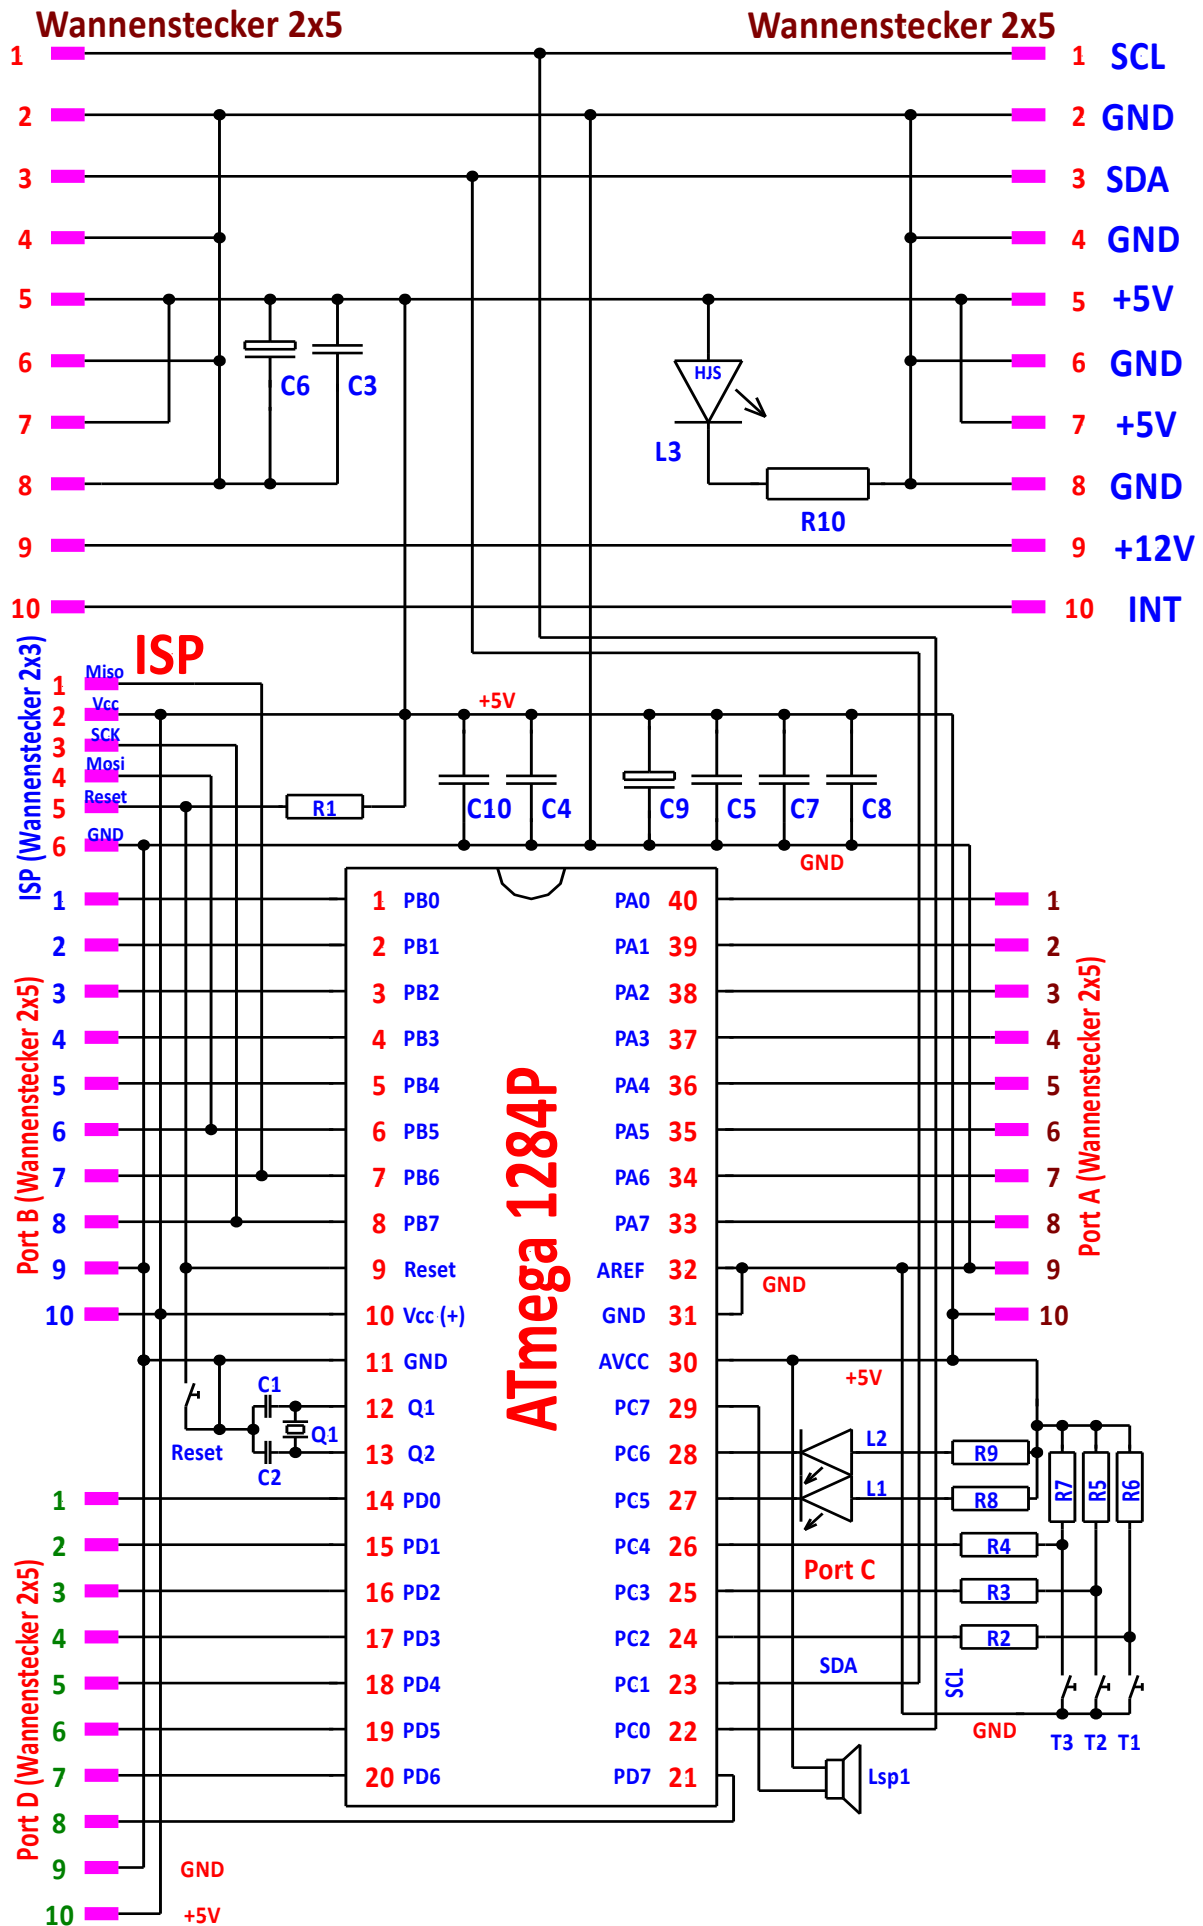 Wannenstecker 2x5 Wannenstecker 2x5
1 1 SCL
2 2 GND
3 3 SDA
4 4 GND
5 5 +5V
6 6 GND
7 7 +5V
8 8 GND
9 9 +12V
10 10 INT
C6 C3
HJS
L3
R10
ISP
ISP (Wannenstecker 2x3)
1 Miso
2 Vcc
3 SCK
4 Mosi
5 Reset
6 GND
R1
+5V
C10 C4 C9 C5 C7 C8
GND
ATmega 1284P
Port B (Wannenstecker 2x5)
Port A (Wannenstecker 2x5)
1 1 PB0 PA0 40 1
2 2 PB1 PA1 39 2
3 3 PB2 PA2 38 3
4 4 PB3 PA3 37 4
5 5 PB4 PA4 36 5
6 6 PB5 PA5 35 6
7 7 PB6 PA6 34 7
8 8 PB7 PA7 33 8
9 9 Reset AREF 32 9
GND
10 10 Vcc (+) GND 31 10
11 GND AVCC 30
+5V
C1
12 Q1 PC7 29
Q1
Reset
13 Q2 PC6 28 L2 R9
C2
R7 R5 R6
Port D (Wannenstecker 2x5)
1 14 PD0 PC5 27 L1 R8
2 15 PD1 PC4 26 R4
Port C
3 16 PD2 PC3 25 R3
4 17 PD3 PC2 24 R2
SDA
SCL
5 18 PD4 PC1 23
6 19 PD5 PC0 22
GND
T3 T2 T1
7 20 PD6 PD7 21
Lsp1
8
9 GND
10 +5V